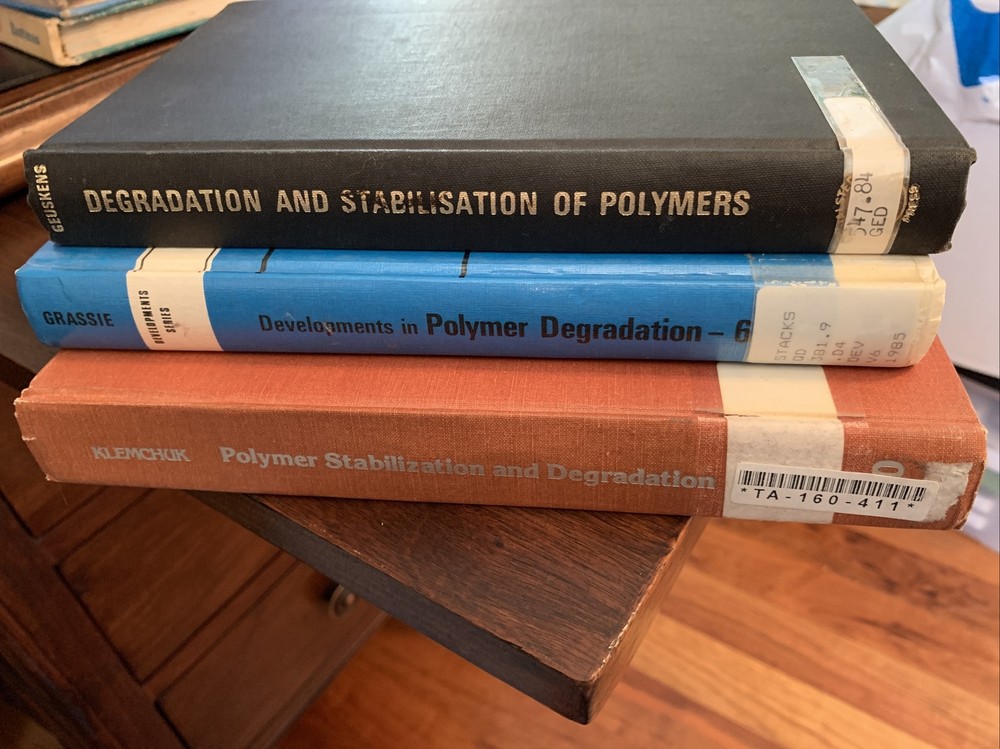 GEUSKENS
DEGRADATION AND STABILISATION OF POLYMERS
547.84
GED
GRASSIE
DEVELOPMENTS
SERIES
Developments in Polymer Degradation – 6
STACKS
QD
381.9
.D4
DEV
V6
1985
KLEMCHUK
Polymer Stabilization and Degradation
*TA-160-411*